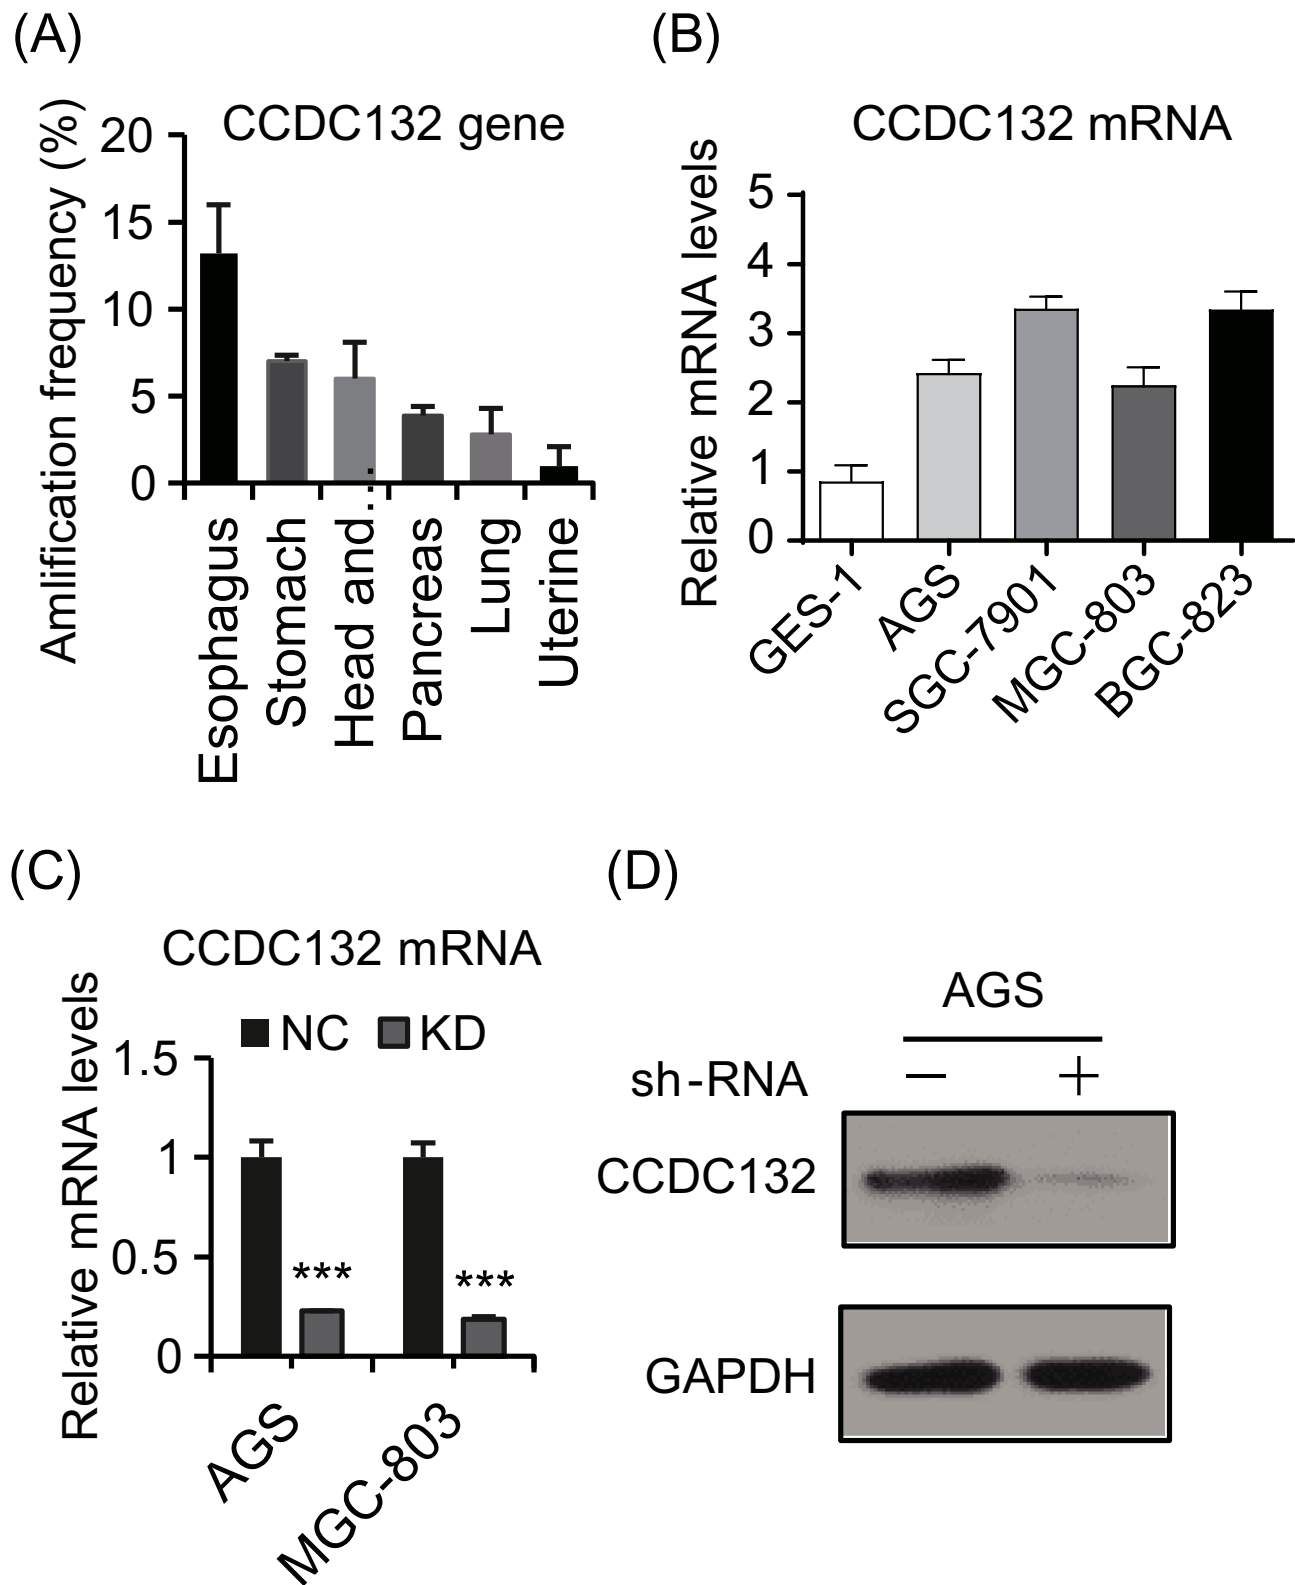 (A)
CCDC132 gene
Amlification frequency (%)
20
15
10
5
0
Esophagus
Stomach
Head and...
Pancreas
Lung
Uterine
(B)
CCDC132 mRNA
Relative mRNA levels
5
4
3
2
1
0
GES-1
AGS
SGC-7901
MGC-803
BGC-823
(C)
CCDC132 mRNA
NC KD
Relative mRNA levels
1.5
1
0.5
0
***
***
AGS
MGC-803
(D)
AGS
sh-RNA − +
CCDC132
GAPDH